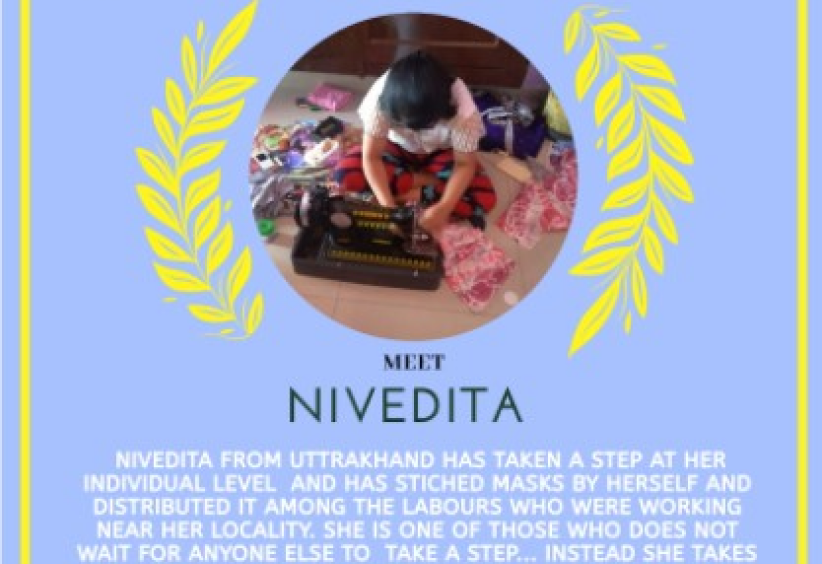 MEET
NIVEDITA
NIVEDITA FROM UTTRAKHAND HAS TAKEN A STEP AT HER
INDIVIDUAL LEVEL AND HAS STICHED MASKS BY HERSELF AND
DISTRIBUTED IT AMONG THE LABOURS WHO WERE WORKING
NEAR HER LOCALITY. SHE IS ONE OF THOSE WHO DOES NOT
WAIT FOR ANYONE ELSE TO TAKE A STEP... INSTEAD SHE TAKES